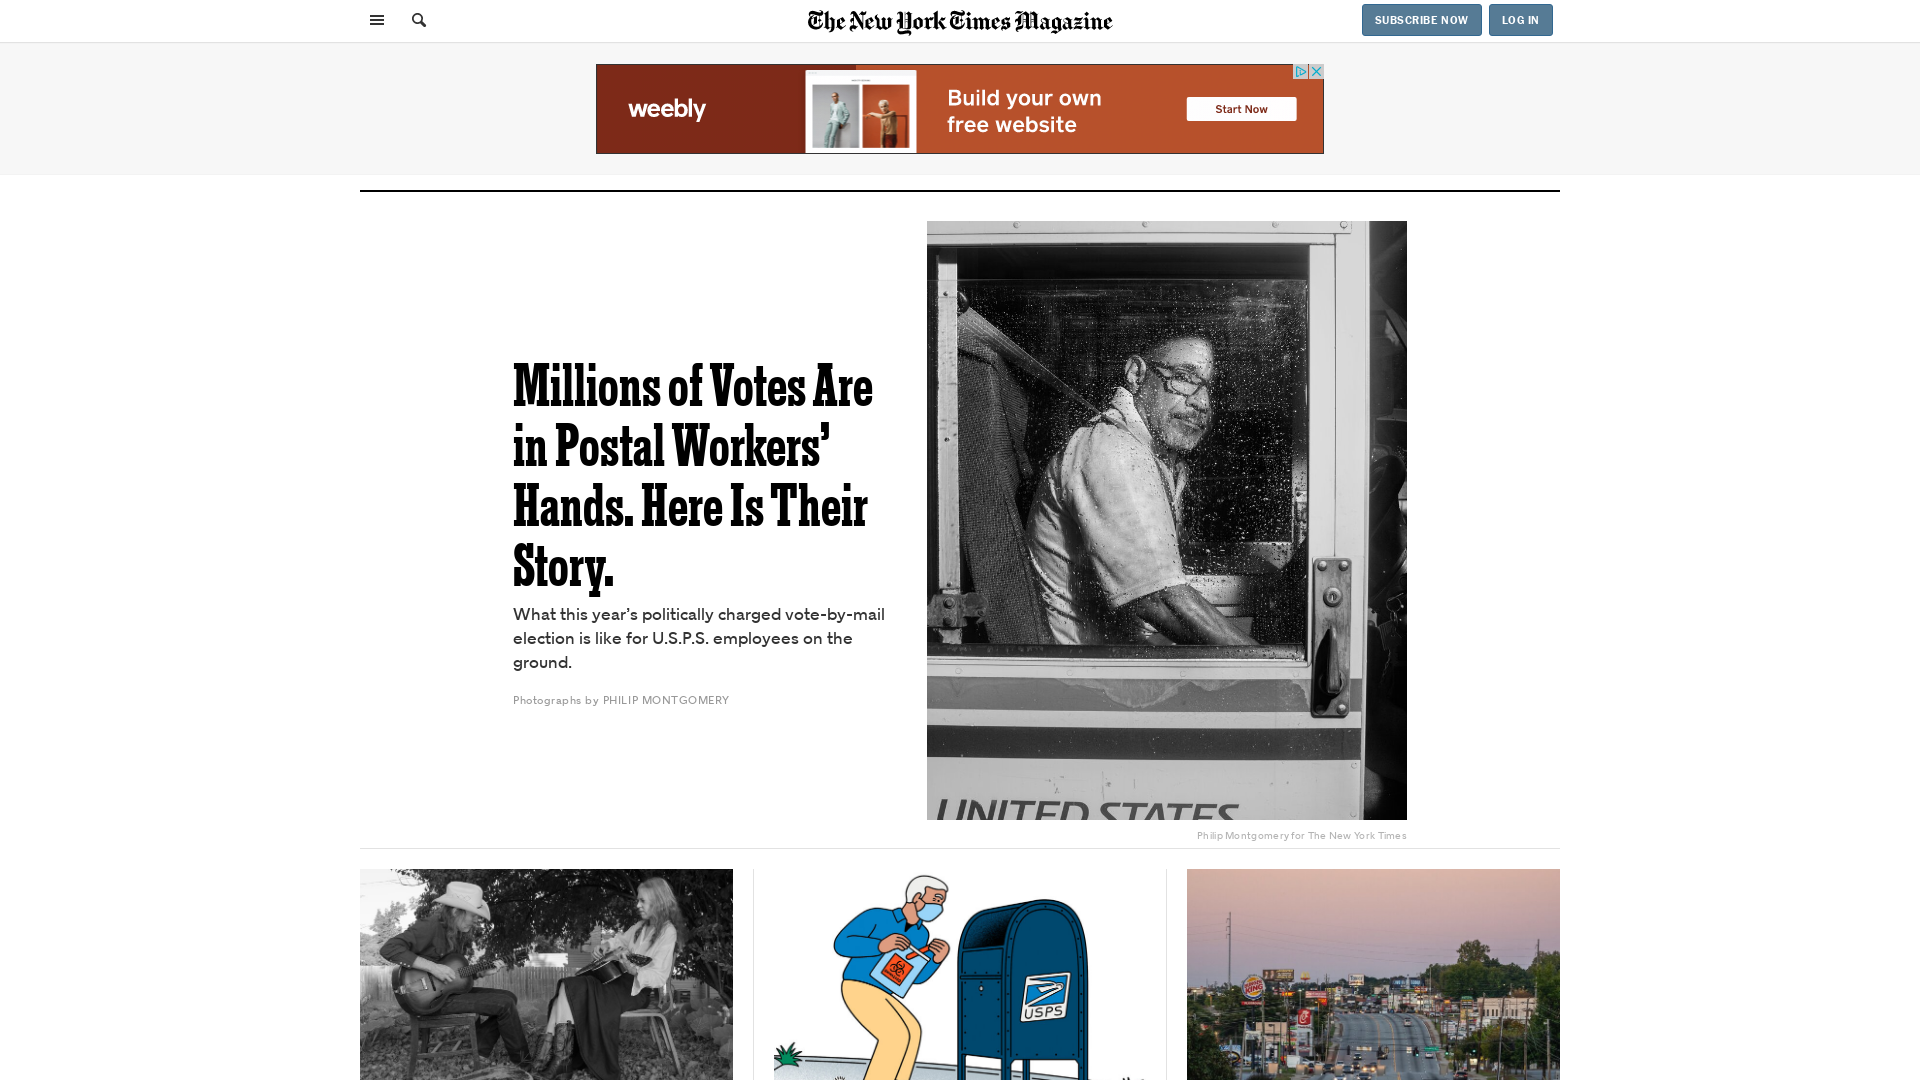 The New York Times Magazine
SUBSCRIBE NOW
LOG IN
weebly
Build your own
free website
Start Now
Millions of Votes Are
in Postal Workers’
Hands. Here Is Their
Story.
What this year’s politically charged vote-by-mail
election is like for U.S.P.S. employees on the
ground.
Photographs by PHILIP MONTGOMERY
UNITED STATES
Philip Montgomery for The New York Times
USPS
BURGER
KING